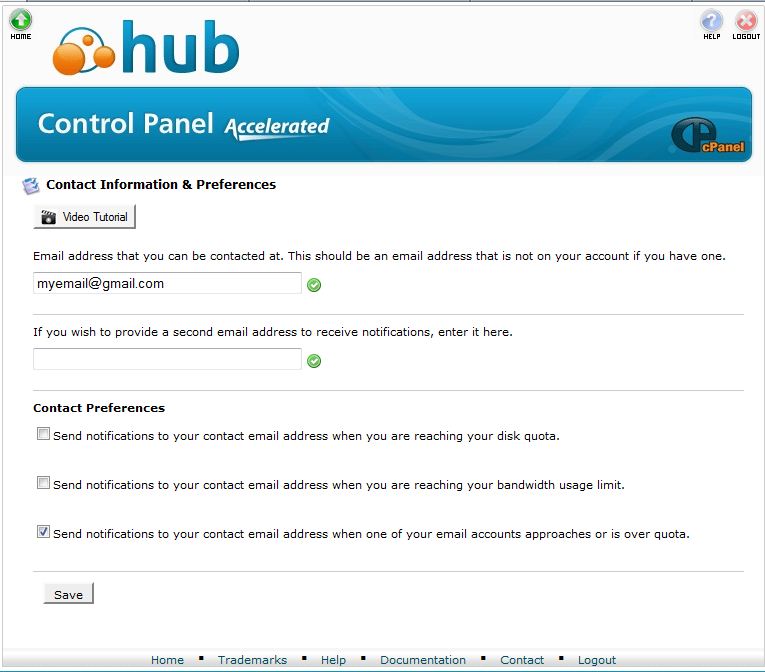 HOME
hub
HELP
LOGOUT
Control Panel Accelerated
cPanel
Contact Information & Preferences
Video Tutorial
Email address that you can be contacted at. This should be an email address that is not on your account if you have one.
myemail@gmail.com
If you wish to provide a second email address to receive notifications, enter it here.
Contact Preferences
Send notifications to your contact email address when you are reaching your disk quota.
Send notifications to your contact email address when you are reaching your bandwidth usage limit.
Send notifications to your contact email address when one of your email accounts approaches or is over quota.
Save
Home ▪ Trademarks ▪ Help ▪ Documentation ▪ Contact ▪ Logout